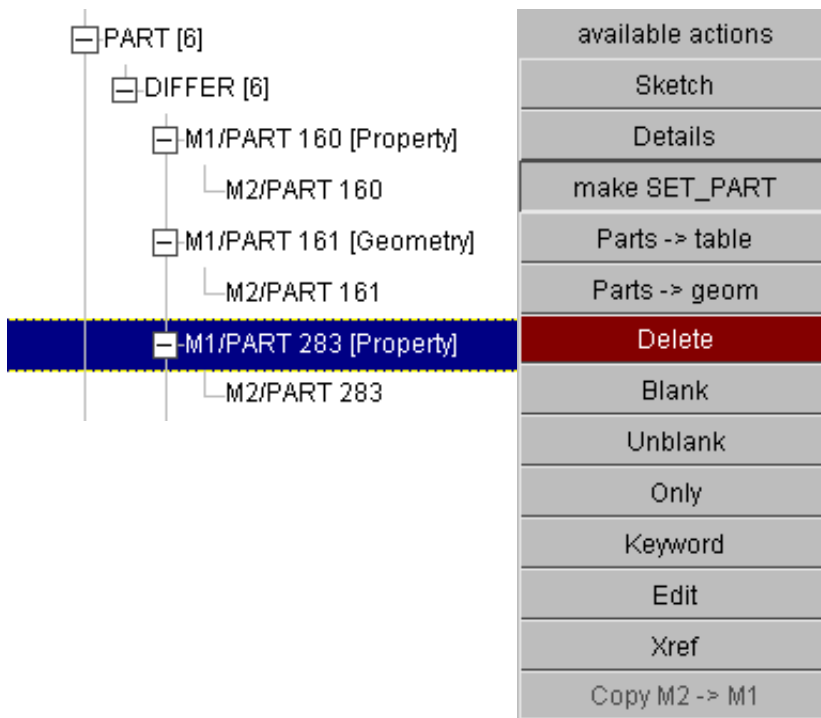 PART [6]
DIFFER [6]
M1/PART 160 [Property]
M2/PART 160
M1/PART 161 [Geometry]
M2/PART 161
M1/PART 283 [Property]
M2/PART 283
available actions
Sketch
Details
make SET_PART
Parts -> table
Parts -> geom
Delete
Blank
Unblank
Only
Keyword
Edit
Xref
Copy M2 -> M1